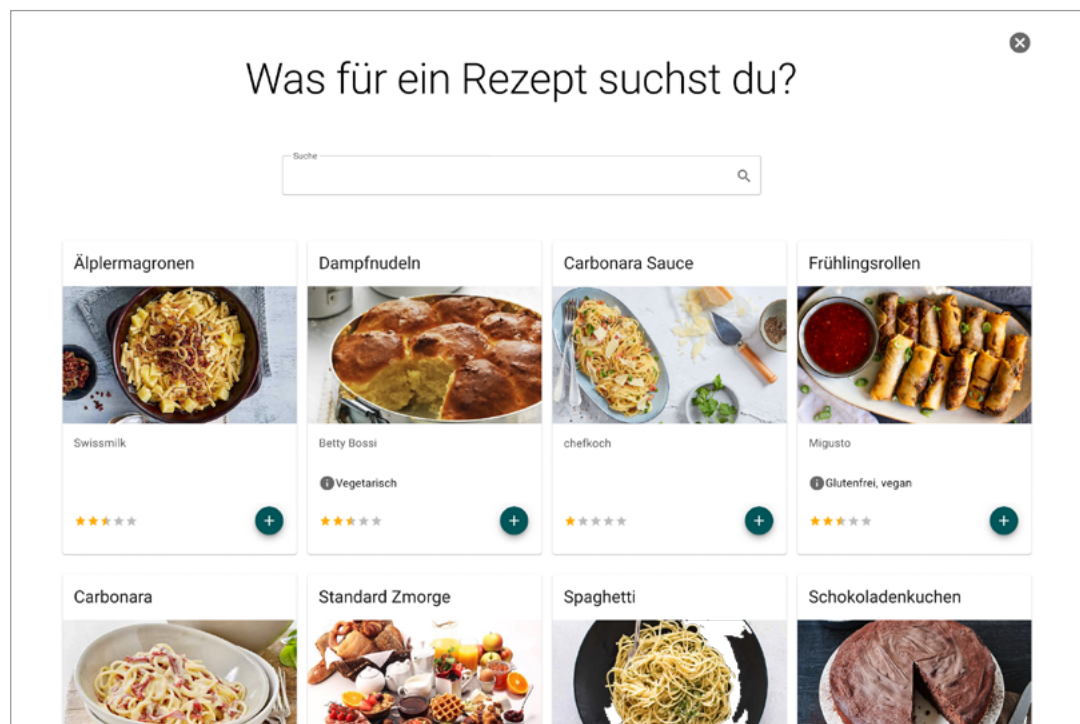 Was für ein Rezept suchst du?
Suche
Älplermagronen
Dampfnudeln
Carbonara Sauce
Frühlingsrollen
Swissmilk
Betty Bossi
chefkoch
Migusto
Vegetarisch
Glutenfrei, vegan
Carbonara
Standard Zmorge
Spaghetti
Schokoladenkuchen